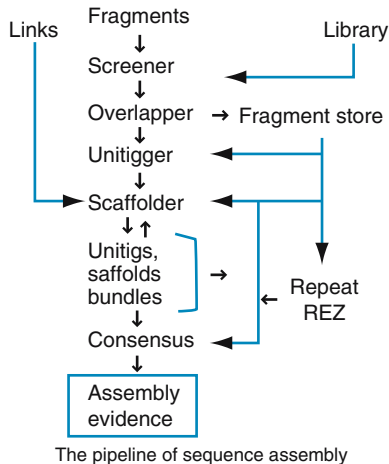 Fragments
Links
Library
Screener
Overlapper
Fragment store
Unitigger
Scaffolder
Unitigs,
saffolds
bundles
Repeat
REZ
Consensus
Assembly
evidence
The pipeline of sequence assembly